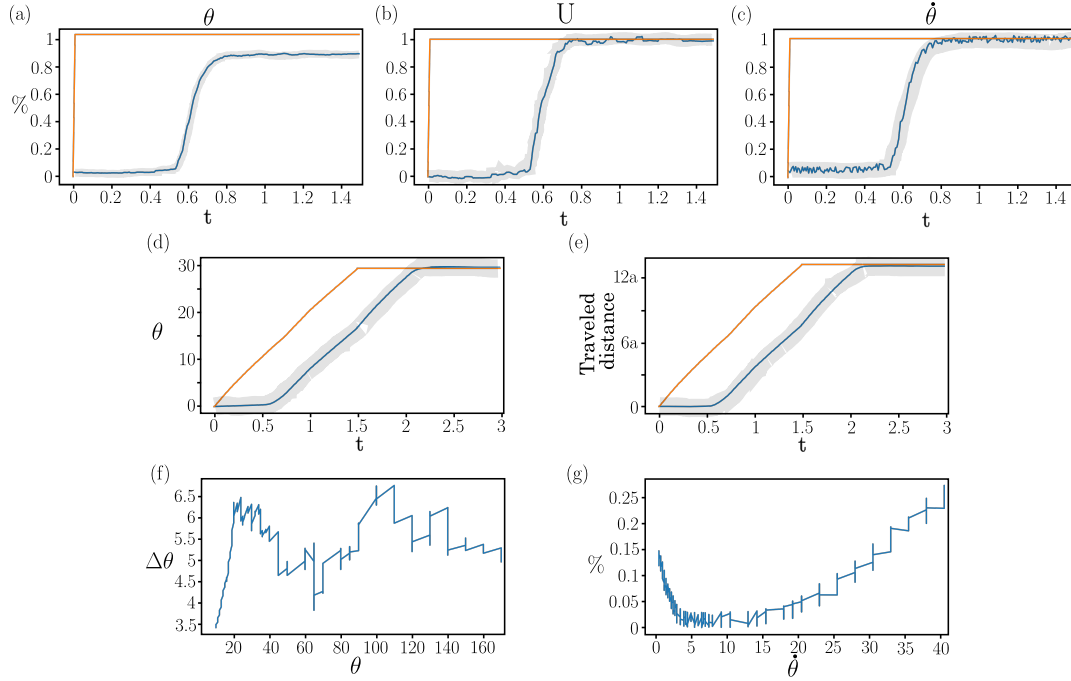 (a) θ (b) U (c) θ̇
1 1 1
0.8 0.8 0.8
% 0.6 0.6 0.6
0.4 0.4 0.4
0.2 0.2 0.2
0 0 0
0 0.2 0.4 0.6 0.8 1 1.2 1.4 0 0.2 0.4 0.6 0.8 1 1.2 1.4 0 0.2 0.4 0.6 0.8 1 1.2 1.4
t t t
(d) (e)
30 12a
20
θ 6a Traveled distance
10
0 0
0 0.5 1 1.5 2 2.5 3 0 0.5 1 1.5 2 2.5 3
t t
(f) (g)
6.5 0.25
6 0.2
5.5 0.15
Δθ 5 % 0.1
4.5 0.05
4 0
3.5
20 40 60 80 100 120 140 160 0 5 10 15 20 25 30 35 40
θ θ̇